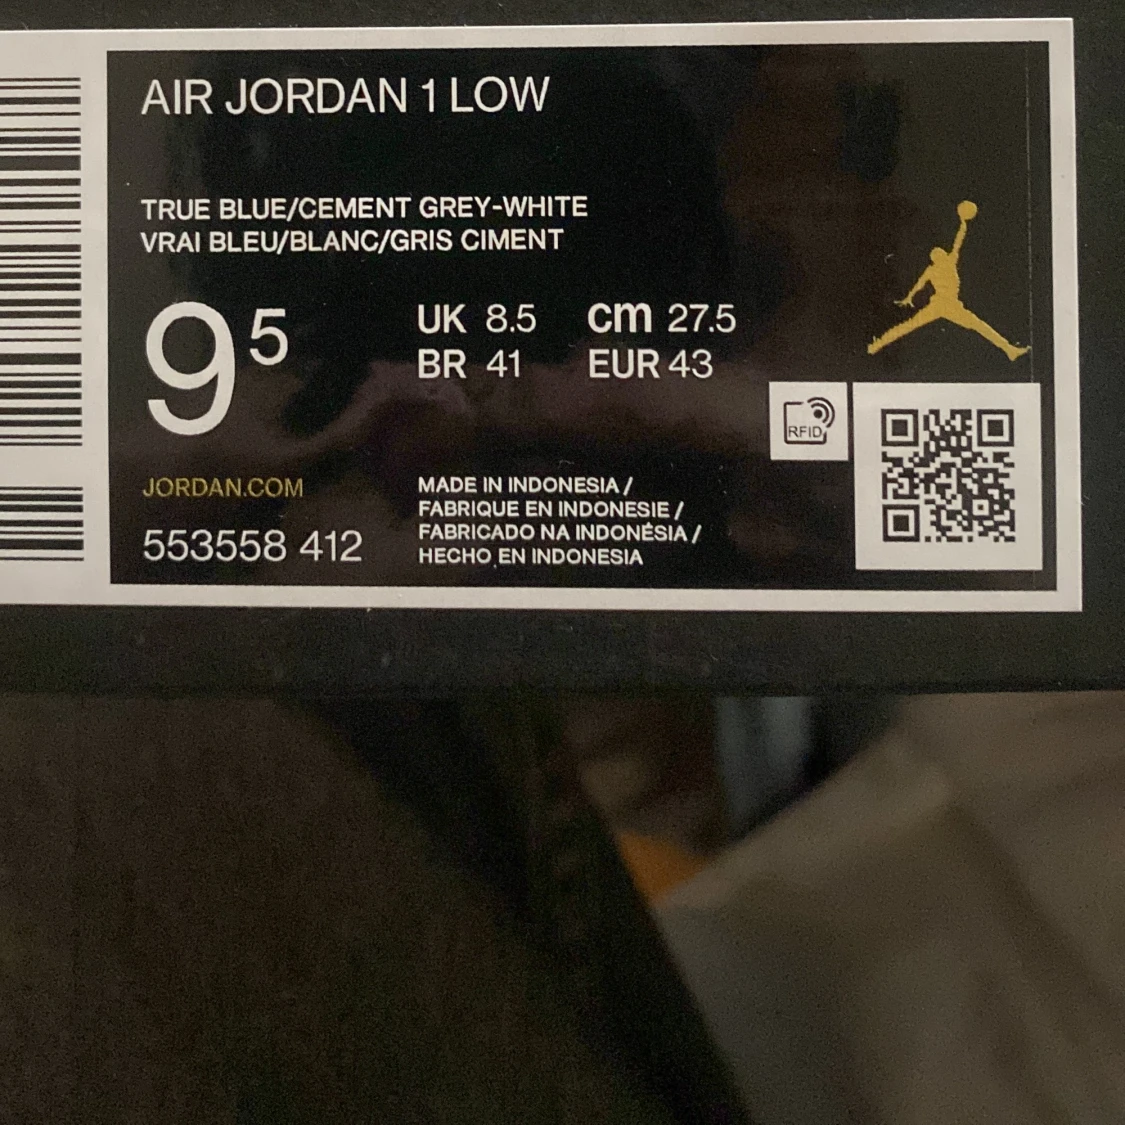 AIR JORDAN 1 LOW
TRUE BLUE/CEMENT GREY-WHITE
VRAI BLEU/BLANC/GRIS CIMENT
9 5
UK 8.5 cm 27.5
BR 41 EUR 43
RFID
JORDAN.COM
553558 412
MADE IN INDONESIA /
FABRIQUE EN INDONESIE /
FABRICADO NA INDONÉSIA /
HECHO EN INDONESIA